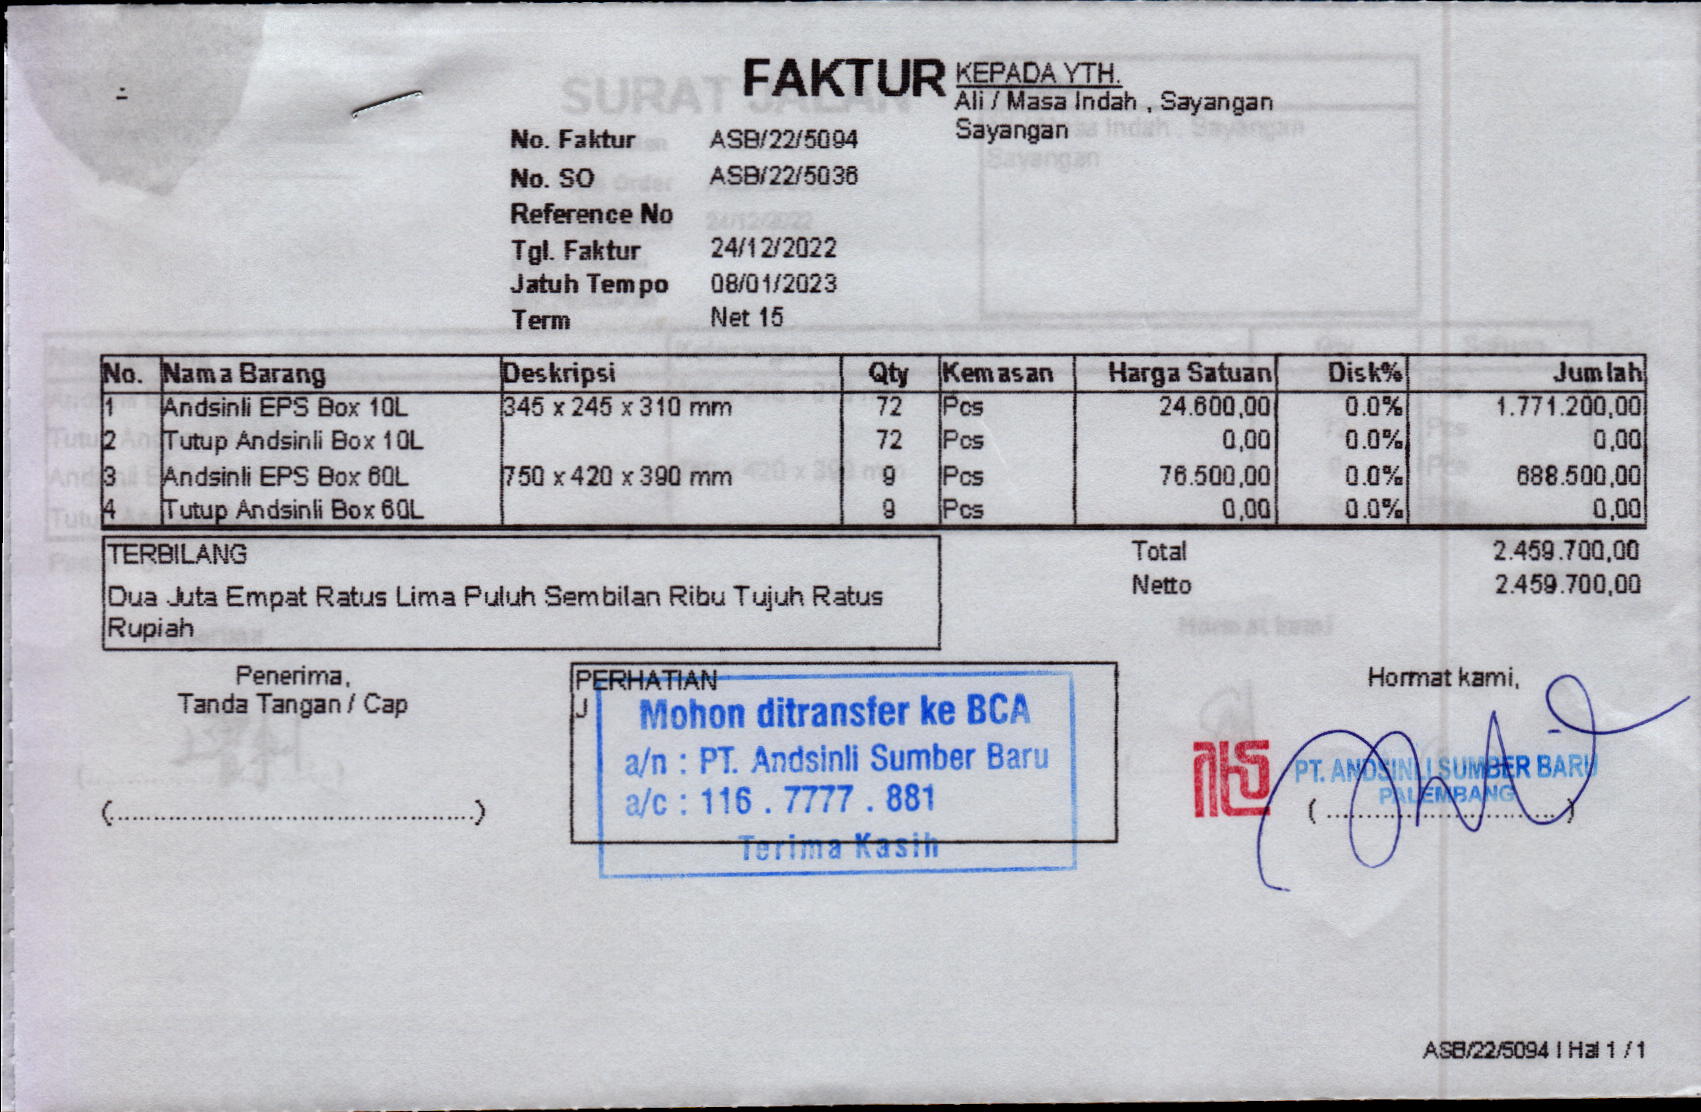 FAKTUR
KEPADA YTH.
Ali / Masa Indah , Sayangan
Sayangan
No. Faktur ASB/22/5094
No. SO ASB/22/5036
Reference No
Tgl. Faktur 24/12/2022
Jatuh Tempo 08/01/2023
Term Net 15
No. Nama Barang Deskripsi Qty Kemasan Harga Satuan Disk% Jumlah
1 Andsinli EPS Box 10L 345 x 245 x 310 mm 72 Pcs 24.600,00 0.0% 1.771.200,00
2 Tutup Andsinli Box 10L 72 Pcs 0,00 0.0% 0,00
3 Andsinli EPS Box 60L 750 x 420 x 390 mm 9 Pcs 76.500,00 0.0% 688.500,00
4 Tutup Andsinli Box 60L 9 Pcs 0,00 0.0% 0,00
Total 2.459.700,00
Netto 2.459.700,00
TERBILANG
Dua Juta Empat Ratus Lima Puluh Sembilan Ribu Tujuh Ratus
Rupiah
Penerima,
Tanda Tangan / Cap
(..............................................)
PERHATIAN
J
Mohon ditransfer ke BCA
a/n : PT. Andsinli Sumber Baru
a/c : 116 . 7777 . 881
Terima Kasih
Hormat kami,
PT. ANDSINLI SUMBER BARU
PALEMBANG
(..............................)
ASB/22/5094 | Hal 1 / 1